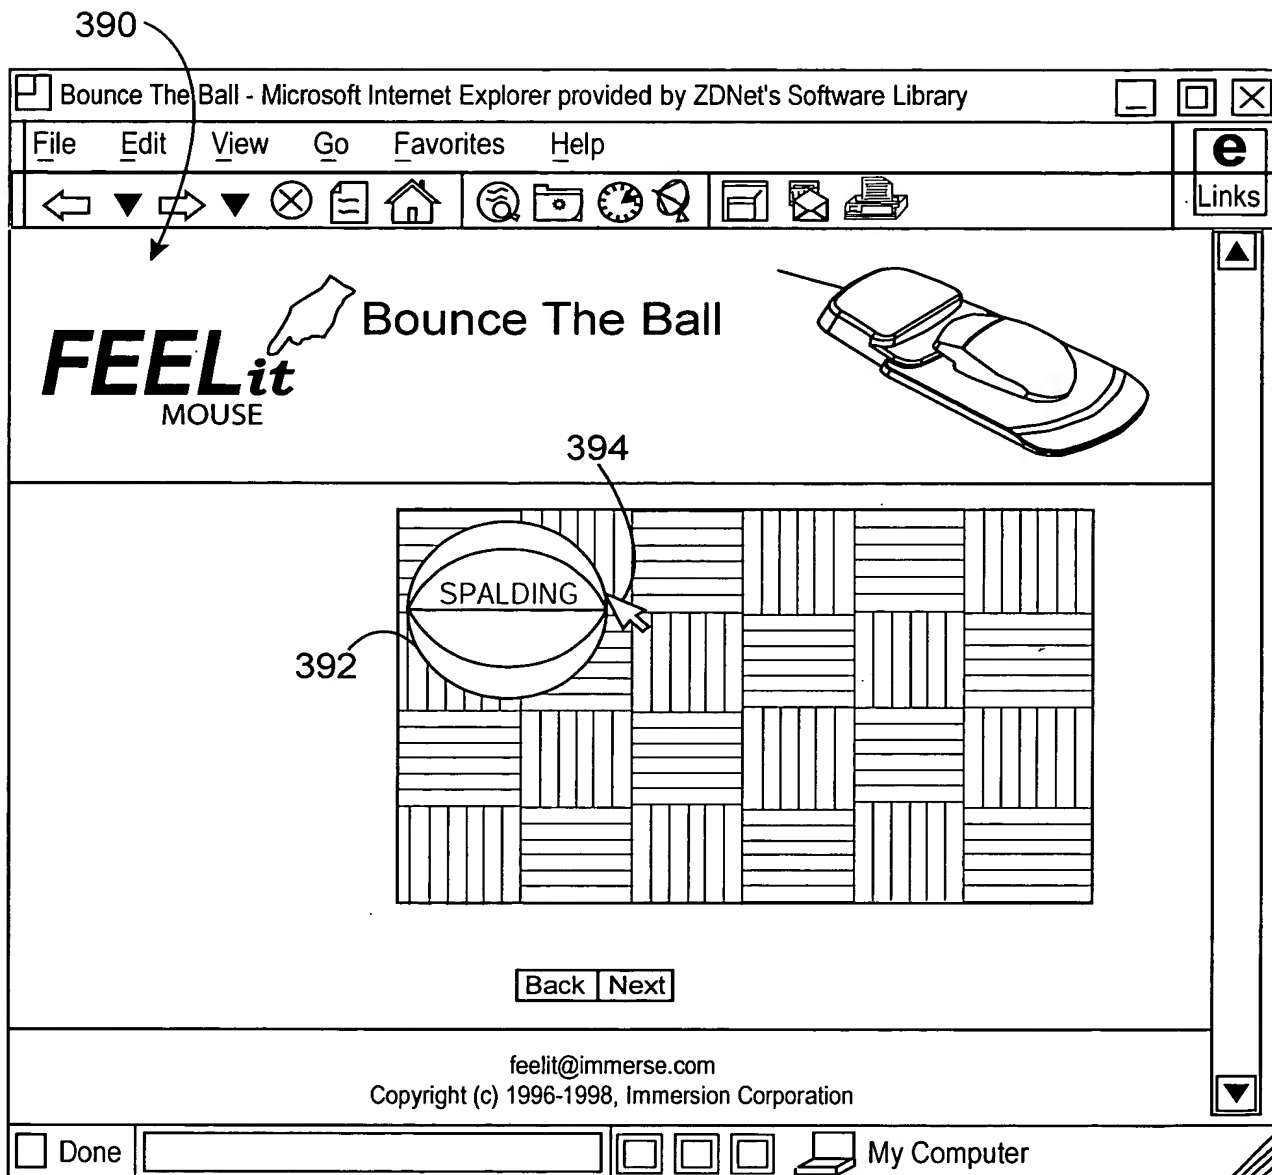 390
Bounce The Ball - Microsoft Internet Explorer provided by ZDNet's Software Library
File Edit View Go Favorites Help
e
Links
FEELit
MOUSE
Bounce The Ball
394
SPALDING
392
Back Next
feelit@immerse.com
Copyright (c) 1996-1998, Immersion Corporation
Done
My Computer